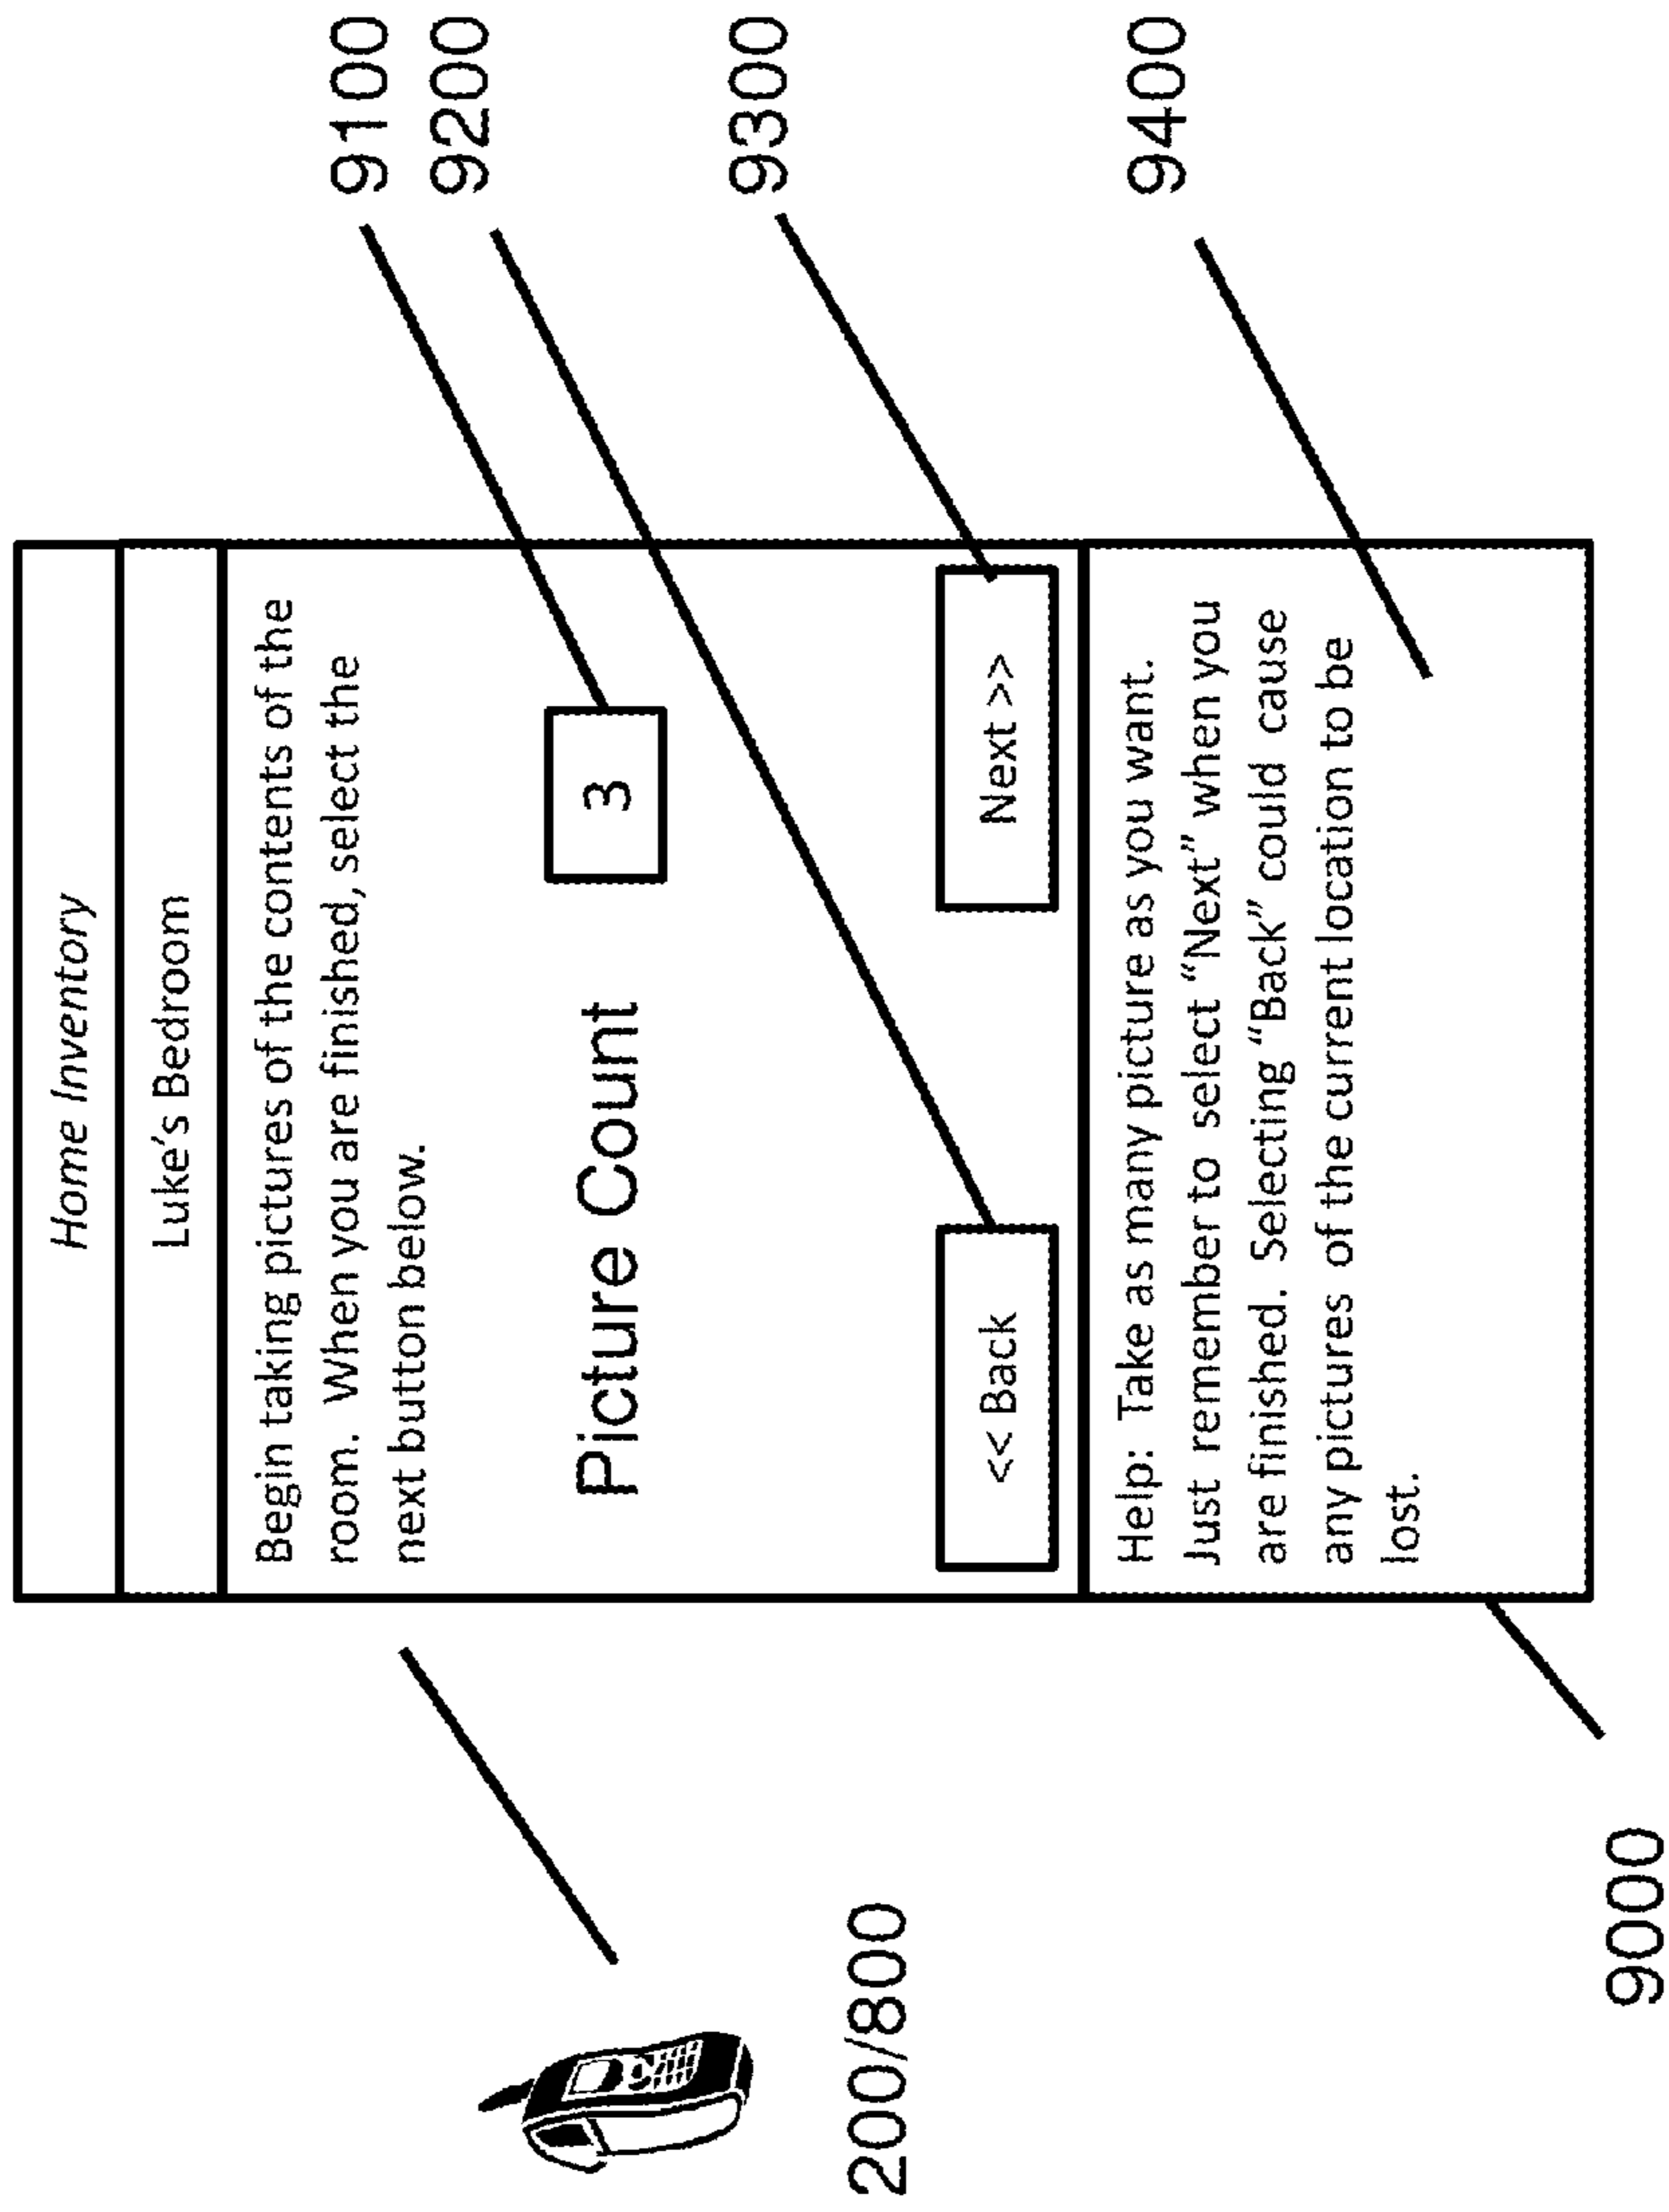 Home Inventory
Luke's Bedroom
Begin taking pictures of the contents of the
room. When you are finished, select the
next button below.
Picture Count
3
<< Back
Next >>
Help: Take as many picture as you want.
Just remember to select “Next” when you
are finished. Selecting “Back” could cause
any pictures of the current location to be
lost.
9100
9200
9300
9400
200/800
9000